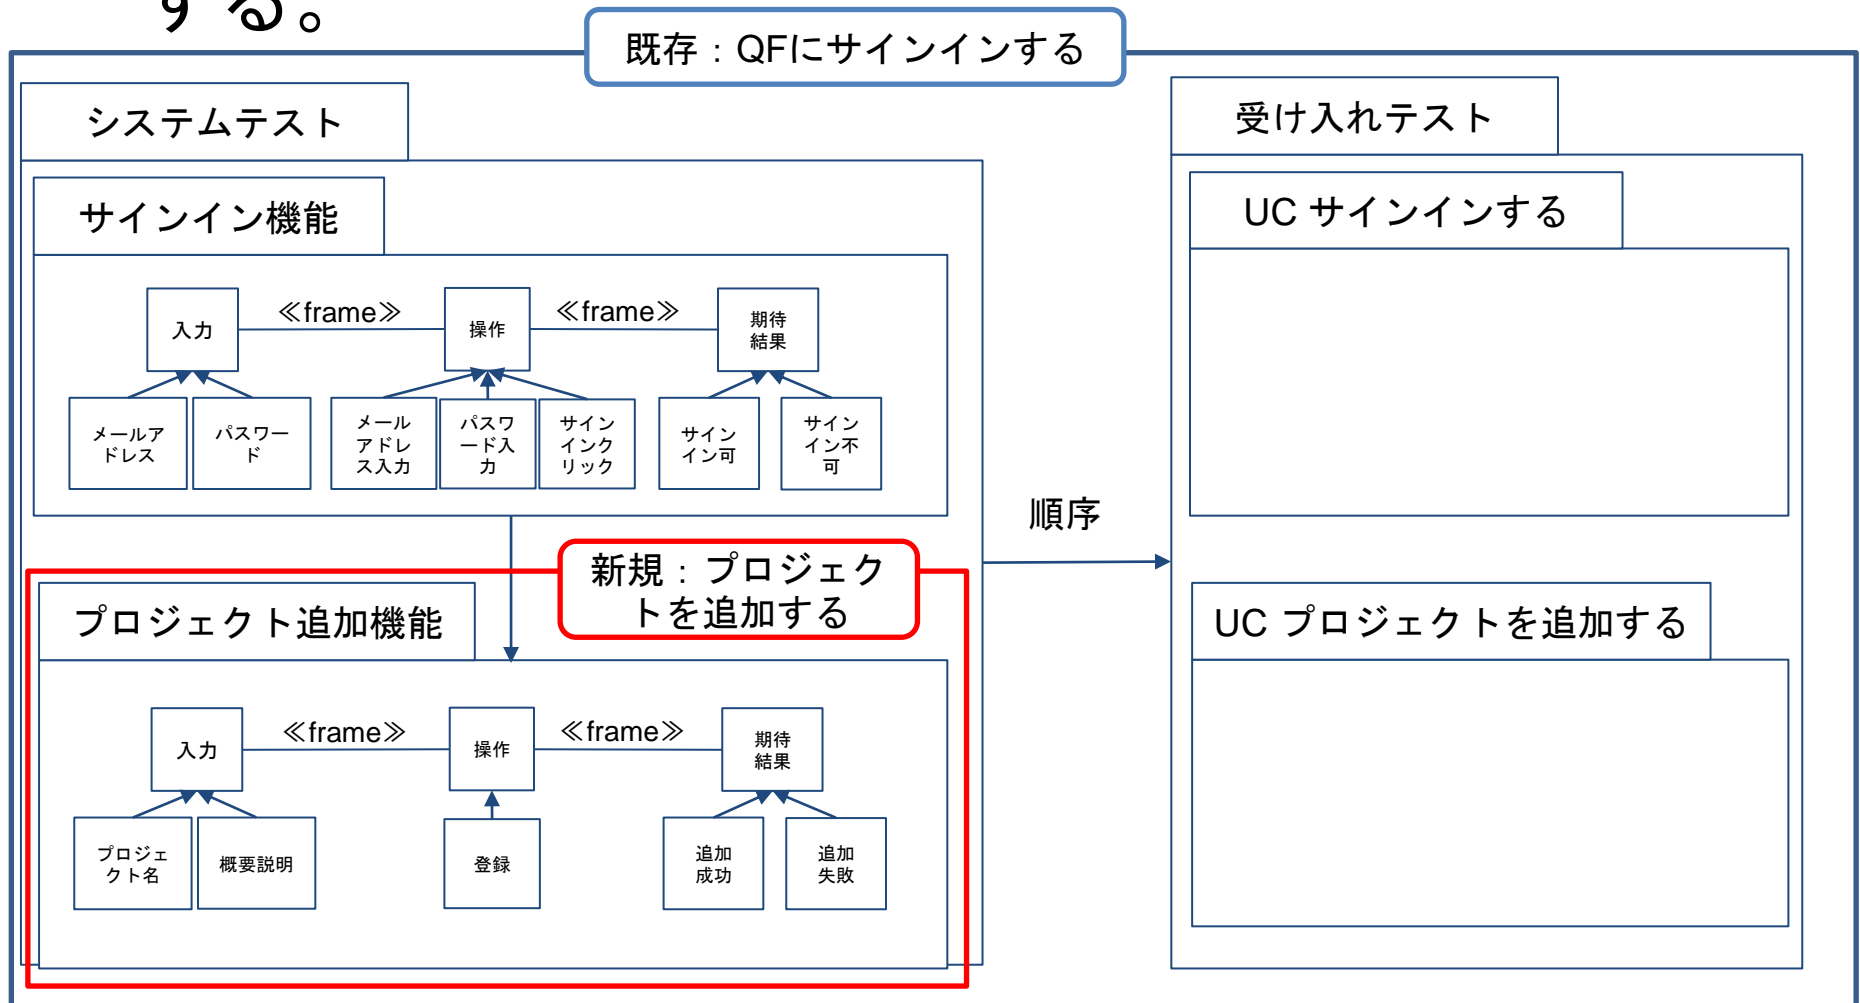 する。
既存：QFにサインインする
システムテスト
サインイン機能
入力
≪frame≫
操作
≪frame≫
期待
結果
メールア
ドレス
パスワー
ド
メール
アドレ
ス入力
パスワ
ード入
力
サイン
インク
リック
サイン
イン可
サイン
イン不
可
新規：プロジェク
トを追加する
プロジェクト追加機能
入力
≪frame≫
操作
≪frame≫
期待
結果
プロジェ
クト名
概要説明
登録
追加
成功
追加
失敗
順序
受け入れテスト
UC サインインする
UC プロジェクトを追加する